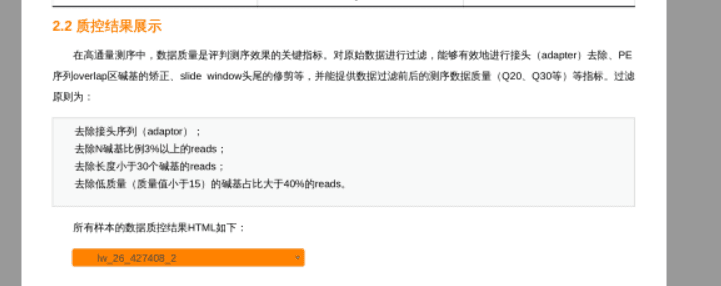 2.2 质控结果展示
在高通量测序中，数据质量是评判测序效果的关键指标。对原始数据进行过滤，能够有效地进行接头（adapter）去除、PE
序列overlap区碱基的矫正、slide window头尾的修剪等，并能提供数据过滤前后的测序数据质量（Q20、Q30等）等指标。过滤
原则为：
去除接头序列（adaptor）；
去除N碱基比例3%以上的reads；
去除长度小于30个碱基的reads；
去除低质量（质量值小于15）的碱基占比大于40%的reads。
所有样本的数据质控结果HTML如下：
lw_26_427408_2